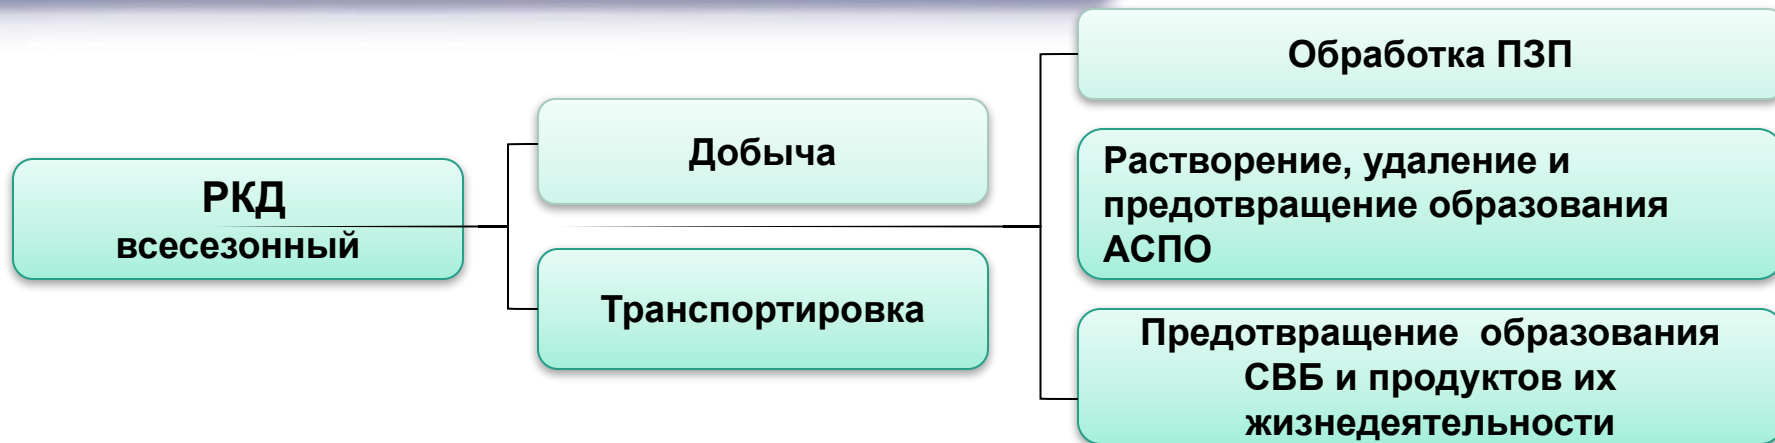 РКД
всесезонный
Добыча
Транспортировка
Обработка ПЗП
Растворение, удаление и
предотвращение образования
АСПО
Предотвращение образования
СВБ и продуктов их
жизнедеятельности